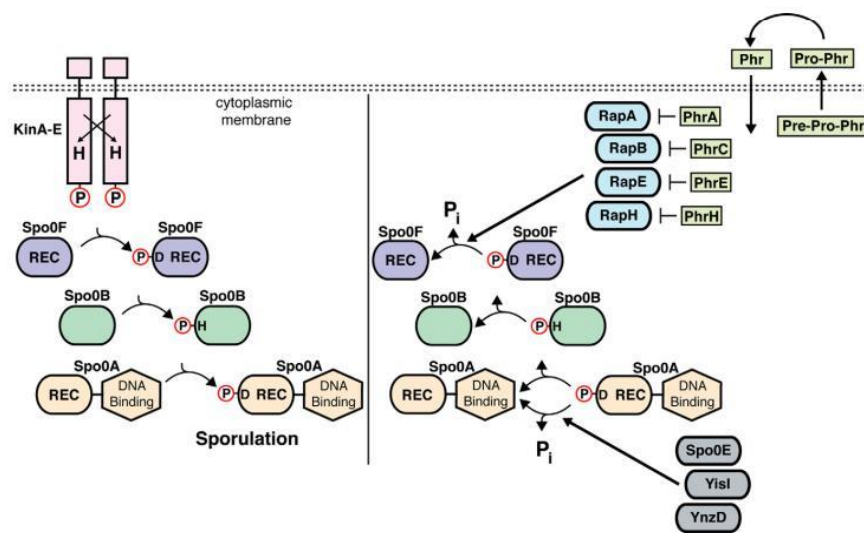 Phr
Pro-Phr
Pre-Pro-Phr
cytoplasmic
membrane
KinA-E
H
H
P
P
RapA
PhrA
RapB
PhrC
RapE
PhrE
RapH
PhrH
Spo0F
REC
Spo0F
P
D REC
Spo0B
Spo0B
P
H
Spo0A
REC
DNA
Binding
Spo0A
P
D REC
DNA
Binding
Sporulation
Pi
Spo0F
REC
Spo0F
P
D REC
Spo0B
Spo0B
P
H
Spo0A
REC
DNA
Binding
Spo0A
P
D REC
DNA
Binding
Pi
Spo0E
YisI
YnzD